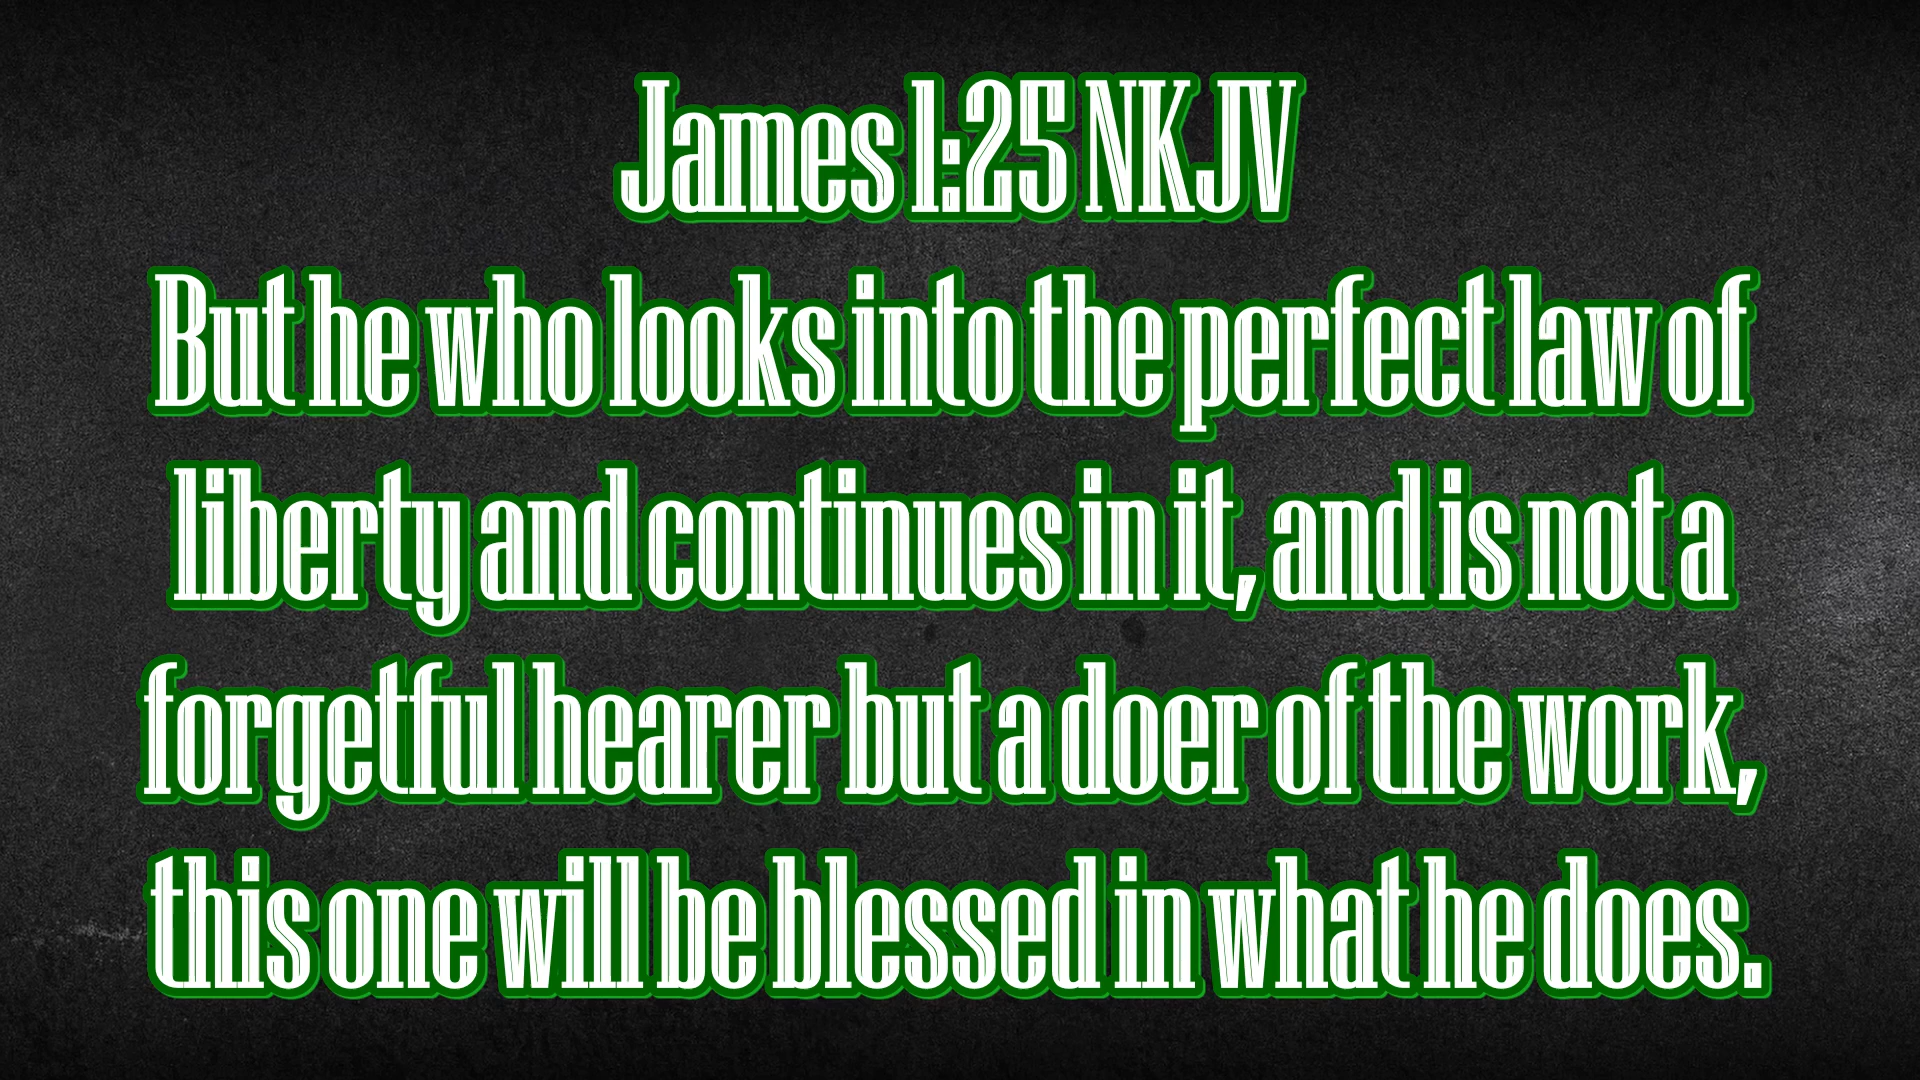 James 1:25 NKJV
But he who looks into the perfect law of
liberty and continues in it, and is not a
forgetful hearer but a doer of the work,
this one will be blessed in what he does.